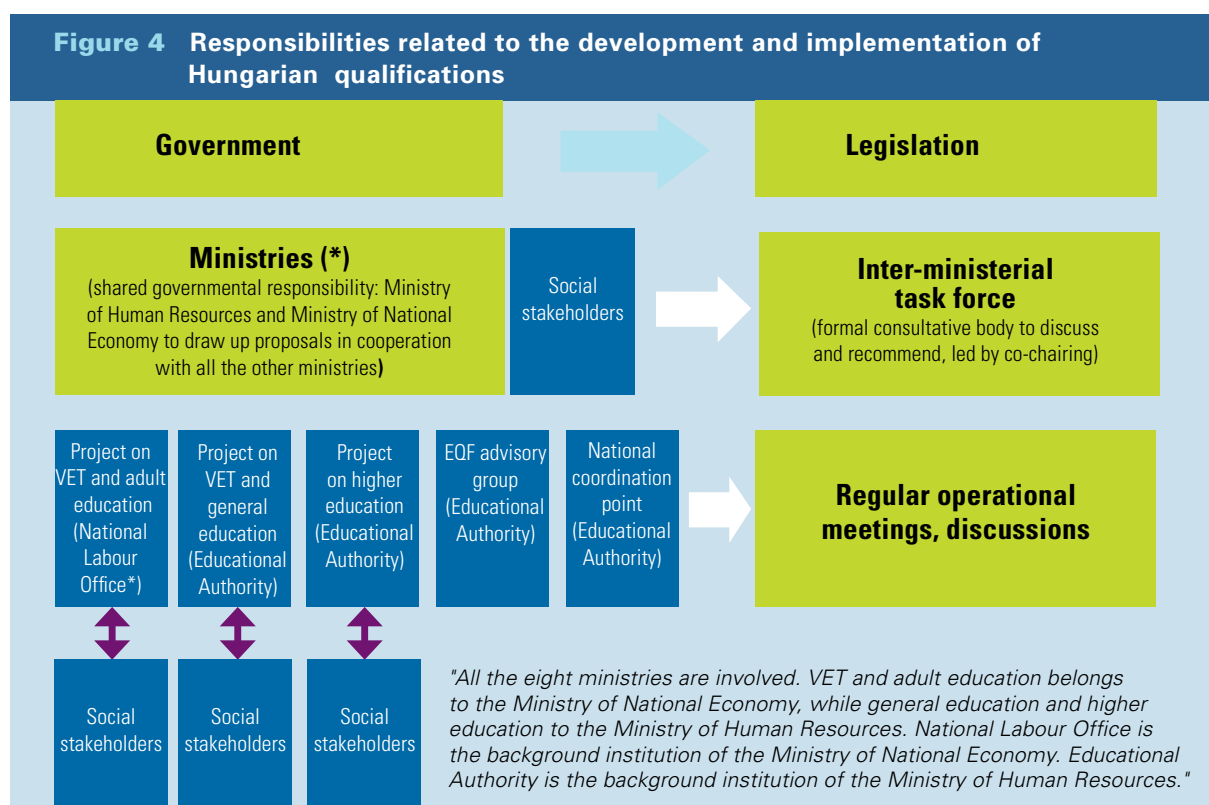 Figure 4 Responsibilities related to the development and implementation of
Hungarian qualifications
Government
Legislation
Ministries (*)
(shared governmental responsibility: Ministry
of Human Resources and Ministry of National
Economy to draw up proposals in cooperation
with all the other ministries)
Social
stakeholders
Inter-ministerial
task force
(formal consultative body to discuss
and recommend, led by co-chairing)
Project on
VET and adult
education
(National
Labour
Office*)
Project on
VET and
general
education
(Educational
Authority)
Project
on higher
education
(Educational
Authority)
EQF advisory
group
(Educational
Authority)
National
coordination
point
(Educational
Authority)
Regular operational
meetings, discussions
Social
stakeholders
Social
stakeholders
Social
stakeholders
"All the eight ministries are involved. VET and adult education belongs
to the Ministry of National Economy, while general education and higher
education to the Ministry of Human Resources. National Labour Office is
the background institution of the Ministry of National Economy. Educational
Authority is the background institution of the Ministry of Human Resources."